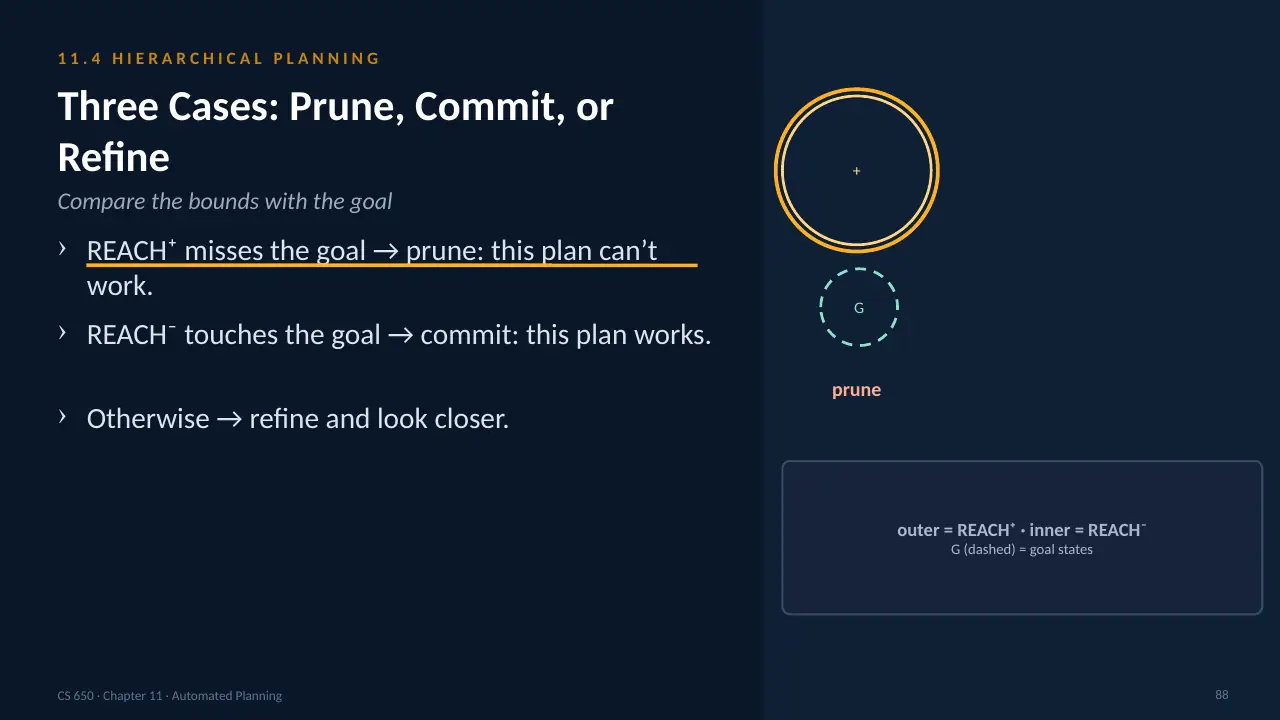 11.4 HIERARCHICAL PLANNING
Three Cases: Prune, Commit, or
Refine
Compare the bounds with the goal
› REACH⁺ misses the goal → prune: this plan can’t
work.
› REACH⁻ touches the goal → commit: this plan works.
› Otherwise → refine and look closer.
+
G
prune
outer = REACH⁺ · inner = REACH⁻
G (dashed) = goal states
CS 650 · Chapter 11 · Automated Planning
88